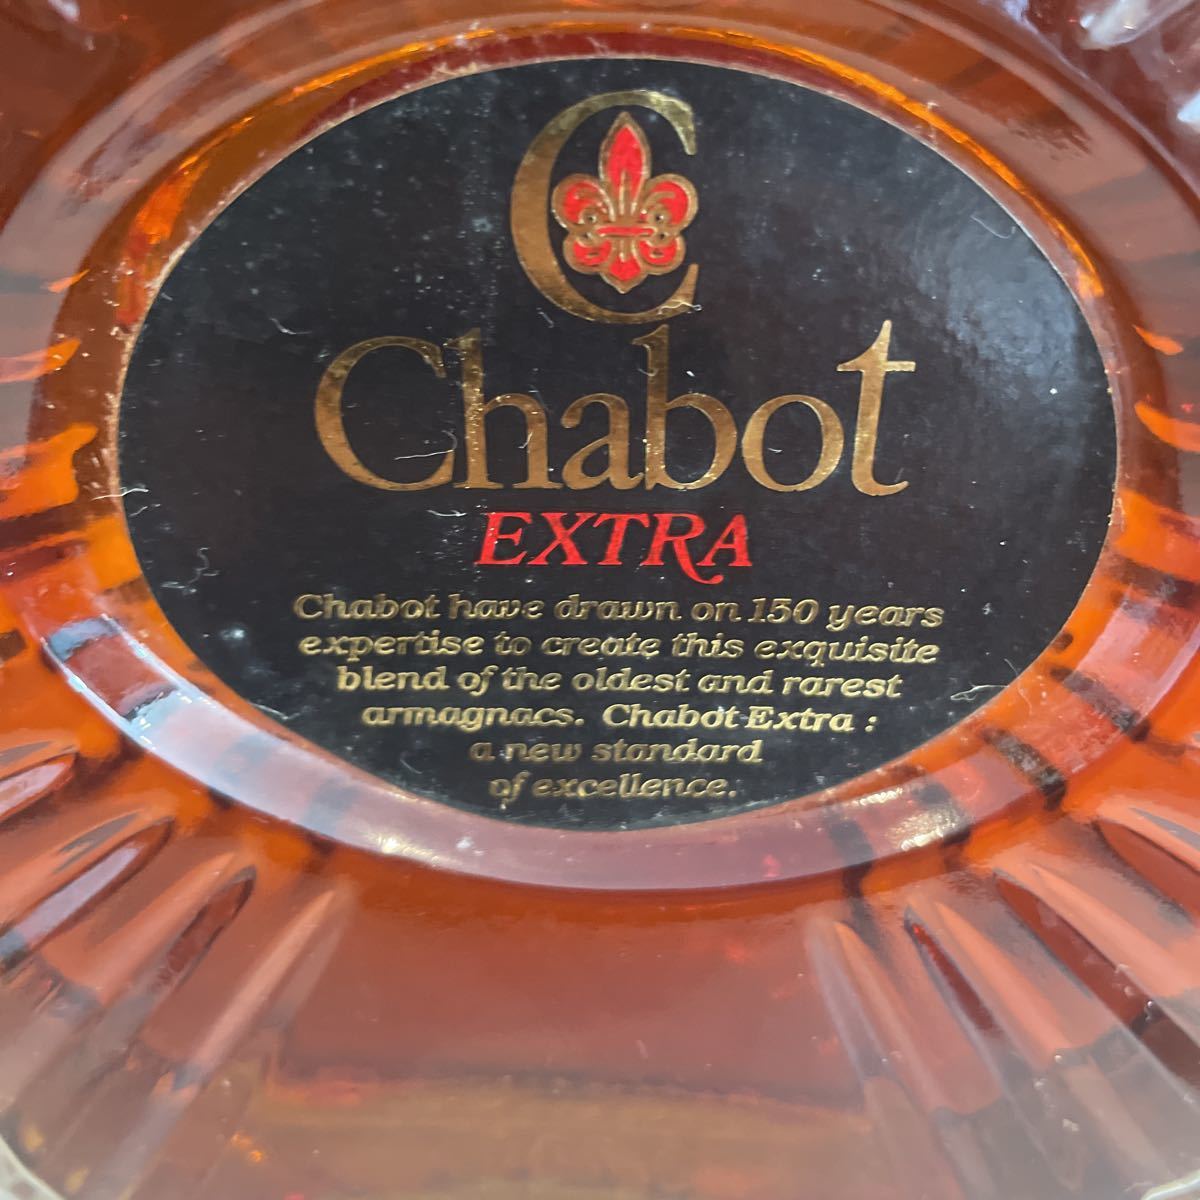 C
Chabot
EXTRA
Chabot have drawn on 150 years
expertise to create this exquisite
blend of the oldest and rarest
armagnacs. Chabot Extra :
a new standard
of excellence.